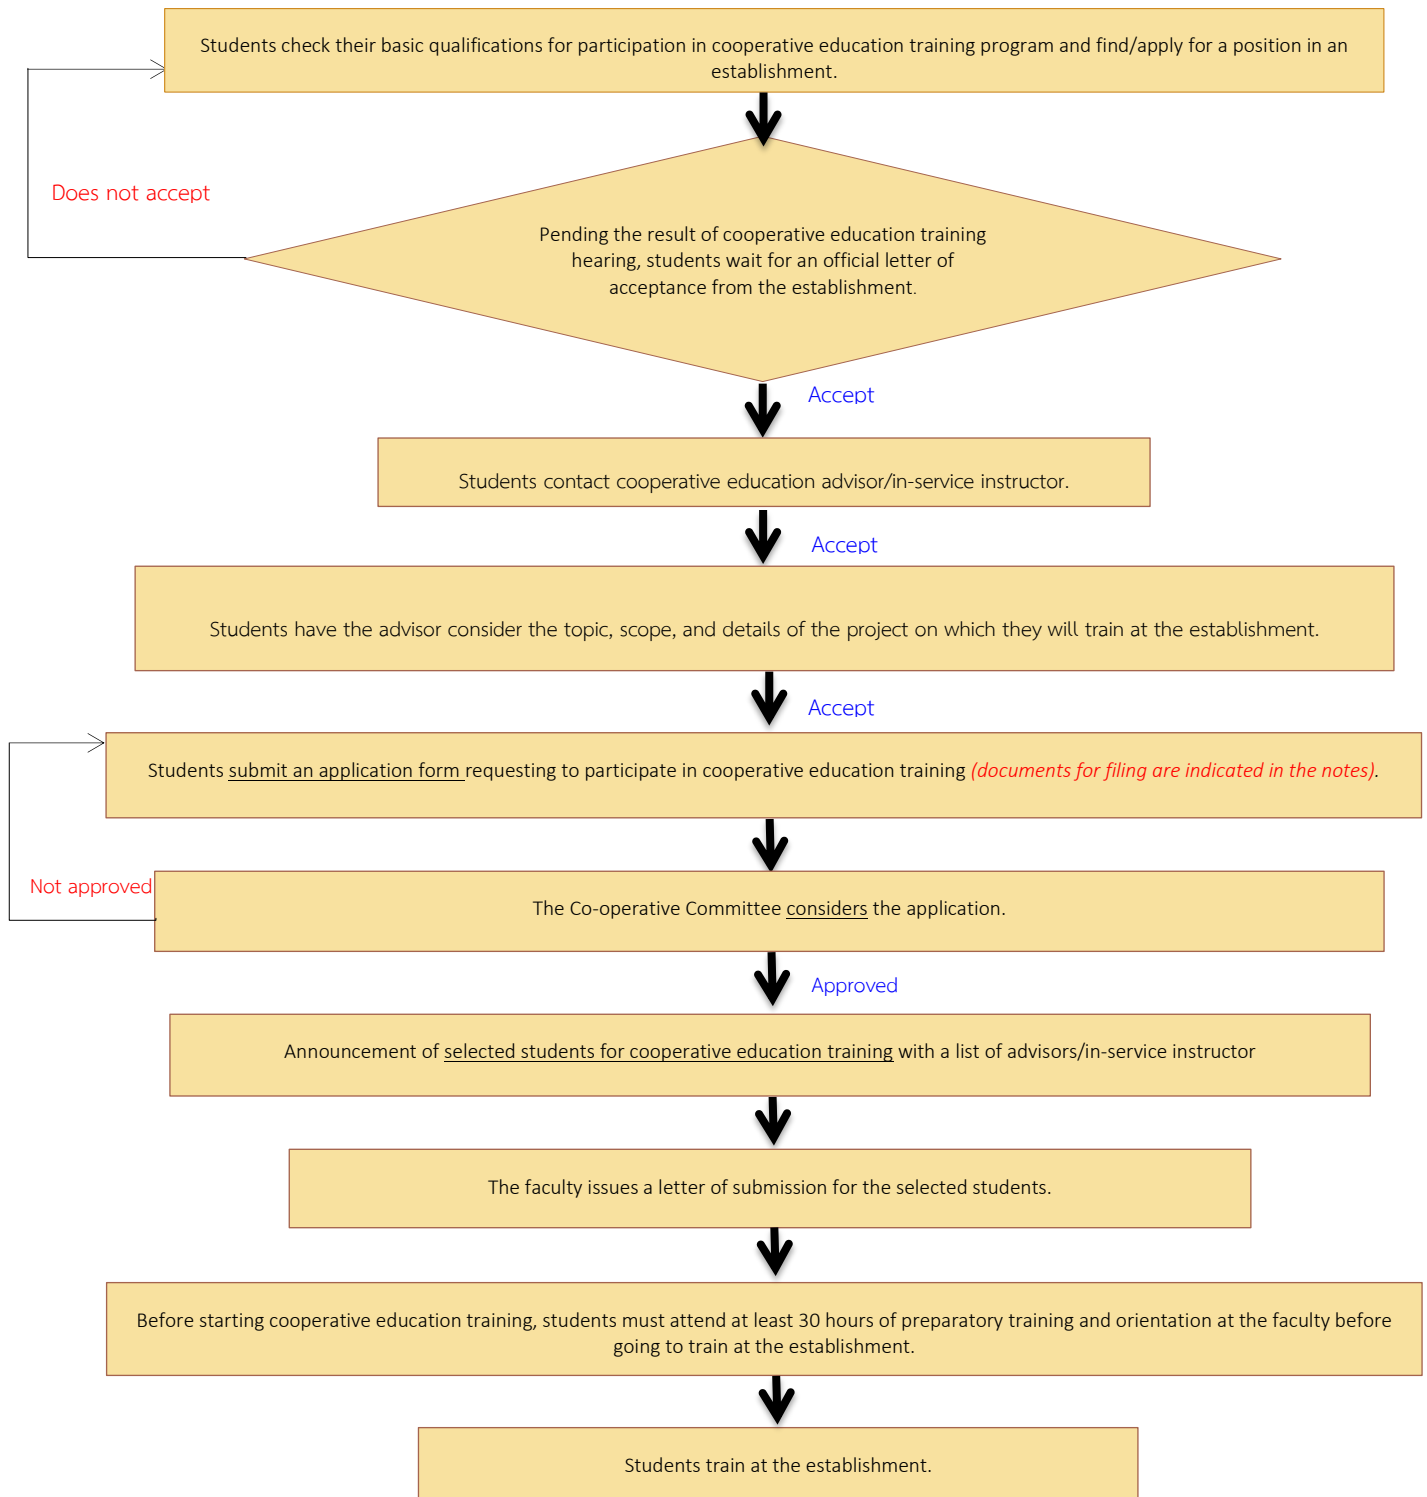 Students check their basic qualifications for participation in cooperative education training program and find/apply for a position in an
establishment.
Does not accept
Pending the result of cooperative education training
hearing, students wait for an official letter of
acceptance from the establishment.
Accept
Students contact cooperative education advisor/in-service instructor.
Accept
Students have the advisor consider the topic, scope, and details of the project on which they will train at the establishment.
Accept
Students submit an application form requesting to participate in cooperative education training (documents for filing are indicated in the notes).
Not approved
The Co-operative Committee considers the application.
Approved
Announcement of selected students for cooperative education training with a list of advisors/in-service instructor
The faculty issues a letter of submission for the selected students.
Before starting cooperative education training, students must attend at least 30 hours of preparatory training and orientation at the faculty before
going to train at the establishment.
Students train at the establishment.